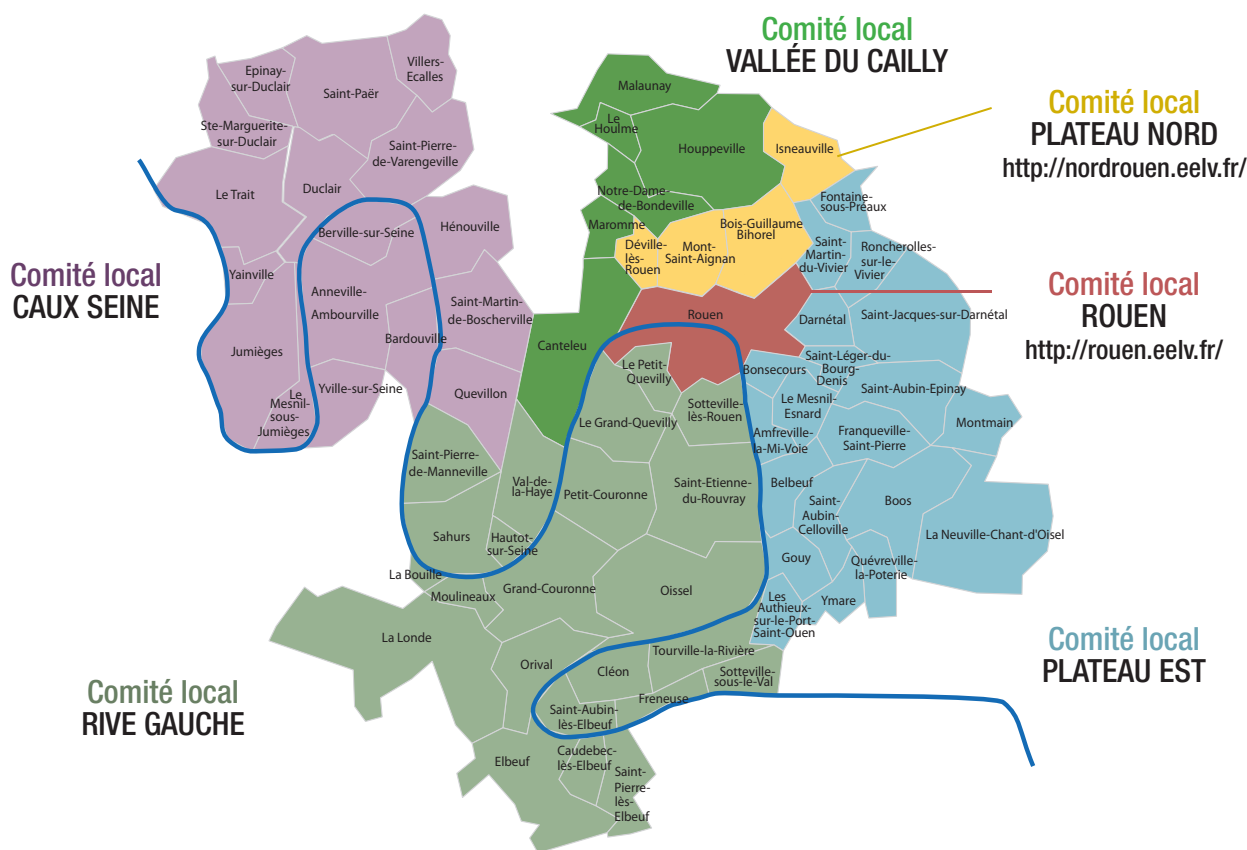 Comité local
VALLÉE DU CAILLY
Comité local
PLATEAU NORD
http://nordrouen.eelv.fr/
Comité local
CAUX SEINE
Comité local
ROUEN
http://rouen.eelv.fr/
Comité local
PLATEAU EST
Comité local
RIVE GAUCHE
Epinay-
sur-Duclair
Villers-
Ecalles
Saint-Paër
Ste-Marguerite-
sur-Duclair
Saint-Pierre-
de-Varengeville
Le Trait
Duclair
Berville-sur-Seine
Hénouville
Yainville
Anneville-
Ambourville
Saint-Martin-
de-Boscherville
Bardouville
Jumièges
Le
Mesnil-
sous-
Jumièges
Yville-sur-Seine
Quevillon
Malaunay
Le
Houlme
Houppeville
Isneauville
Notre-Dame-
de-Bondeville
Maromme
Déville-
lès-
Rouen
Mont-
Saint-Aignan
Bois-Guillaume
Bihorel
Fontaine-
sous-Préaux
Saint-
Martin-
du-Vivier
Roncherolles-
sur-le-
Vivier
Canteleu
Rouen
Darnétal
Saint-Jacques-sur-Darnétal
Le Petit-
Quevilly
Bonsecours
Saint-Léger-du-
Bourg-
Denis
Saint-Aubin-Epinay
Le Grand-Quevilly
Sotteville-
lès-Rouen
Le Mesnil-
Esnard
Amfreville-
la-Mi-Voie
Franqueville-
Saint-Pierre
Montmain
Saint-Pierre-
de-Manneville
Val-de-
la-Haye
Petit-Couronne
Saint-Etienne-
du-Rouvray
Belbeuf
Saint-
Aubin-
Celloville
Boos
Sahurs
Hautot-
sur-Seine
La Neuville-Chant-d'Oisel
Gouy
Quévreville-
la-Poterie
La Bouille
Moulineaux
Grand-Couronne
Oissel
Les
Authieux-
sur-le-Port-
Saint-Ouen
Ymare
La Londe
Orival
Cléon
Tourville-la-Rivière
Sotteville-
sous-le-Val
Freneuse
Saint-Aubin-
lès-Elbeuf
Elbeuf
Caudebec-
lès-Elbeuf
Saint-
Pierre-
lès-
Elbeuf